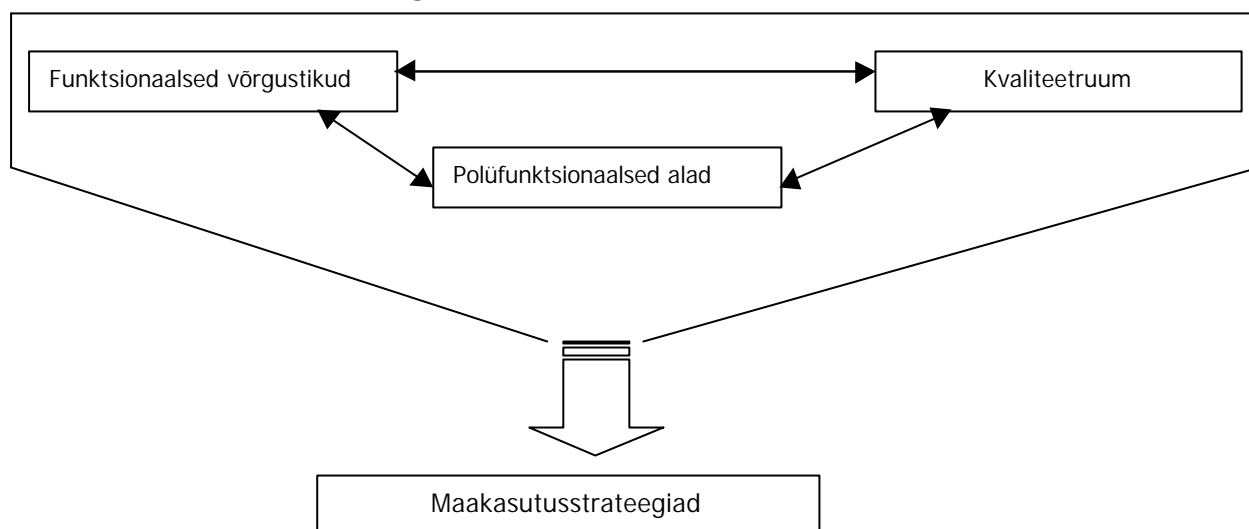 Funktsionaalsed võrgustikud
Kvaliteetruum
Polüfunktsionaalsed alad
Maakasutusstrateegiad